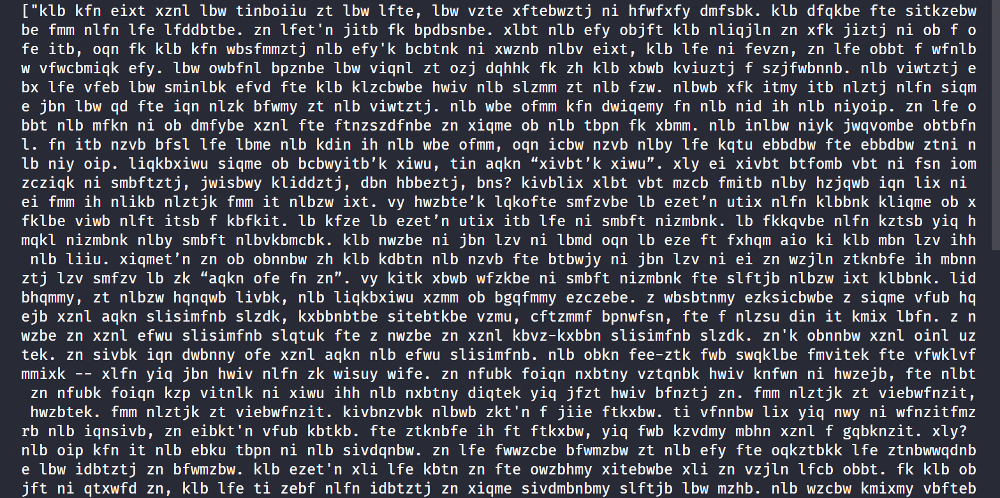 ["klb kfn eixt xznl lbw tinboiiu zt lbw lfte, lbw vzte xftebwztj ni hfwfxfy dmfsbk. klb dfqkbe fte sitkzebw
be fmm nlfn lfe lfddbtbe. zn lfet'n jitb fk bpdbsnbe. xlbt nlb efy objft klb nliqjln zn xfk jiztj ni ob f o
fe itb, oqn fk klb kfn wbsfmmztj nlb efy'k bcbtnk ni xwznb nlbv eixt, klb lfe ni fevzn, zn lfe obbt f wfnlb
w vfwcbmiqk efy. lbw owbfnl bpznbe lbw viqnl zt ozj dqhhk fk zh klb xbwb kviuztj f szjfwbnnb. nlb viwtztj e
bx lfe vfeb lbw sminlbk efvd fte klb klzcbwbe hwiv nlb slzmm zt nlb fzw. nlbwb xfk itmy itb nlztj nlfn siqm
e jbn lbw qd fte iqn nlzk bfwmy zt nlb viwtztj. nlb wbe ofmm kfn dwiqemy fn nlb nid ih nlb niyoip. zn lfe o
bbt nlb mfkn ni ob dmfybe xznl fte ftnzszdfnbe zn xiqme ob nlb tbpn fk xbmm. nlb inlbw niyk jwqvombe obtbfn
l. fn itb nzvb bfsl lfe lbme nlb kdin ih nlb wbe ofmm, oqn icbw nzvb nlby lfe kqtu ebbdbw fte ebbdbw ztni n
lb niy oip. liqkbxiwu siqme ob bcbwyitb’k xiwu, tin aqkn “xivbt’k xiwu”. xly ei xivbt btfomb vbt ni fsn iom
zcziqk ni smbftztj, jwisbwy kliddztj, dbn hbbeztj, bns? kivblix xlbt vbt mzcb fmitb nlby hzjqwb iqn lix ni 
ei fmm ih nlikb nlztjk fmm it nlbzw ixt. vy hwzbte’k lqkofte smfzvbe lb ezet’n utix nlfn klbbnk kliqme ob x
fklbe viwb nlft itsb f kbfkit. lb kfze lb ezet’n utix itb lfe ni smbft nizmbnk. lb fkkqvbe nlfn kztsb yiq h
mqkl nizmbnk nlby smbft nlbvkbmcbk. klb nwzbe ni jbn lzv ni lbmd oqn lb eze ft fxhqm aio ki klb mbn lzv ihh
 nlb liiu. xiqmet’n zn ob obnnbw zh klb kdbtn nlb nzvb fte btbwjy ni jbn lzv ni ei zn wzjln ztknbfe ih mbnn
ztj lzv smfzv lb zk “aqkn ofe fn zn”. vy kitk xbwb wfzkbe ni smbft nizmbnk fte slftjb nlbzw ixt klbbnk. lid
bhqmmy, zt nlbzw hqnqwb livbk, nlb liqkbxiwu xzmm ob bgqfmmy ezczebe. z wbsbtnmy ezksicbwbe z siqme vfub hq
ejb xznl aqkn slisimfnb slzdk, kxbbnbtbe sitebtkbe vzmu, cftzmmf bpnwfsn, fte f nlzsu din it kmix lbfn. z n
wzbe zn xznl efwu slisimfnb slqtuk fte z nwzbe zn xznl kbvz-kxbbn slisimfnb slzdk. zn'k obnnbw xznl oinl uz
tek. zn sivbk iqn dwbnny ofe xznl aqkn nlb efwu slisimfnb. nlb obkn fee-ztk fwb swqklbe fmvitek fte vfwklvf
mmixk -- xlfn yiq jbn hwiv nlfn zk wisuy wife. zn nfubk foiqn nxbtny vztqnbk hwiv knfwn ni hwzejb, fte nlbt
 zn nfubk foiqn kzp vitnlk ni xiwu ihh nlb nxbtny diqtek yiq jfzt hwiv bfnztj zn. fmm nlztjk zt viebwfnzit,
 hwzbtek. fmm nlztjk zt viebwfnzit. kivbnzvbk nlbwb zkt'n f jiie ftkxbw. ti vfnnbw lix yiq nwy ni wfnzitfmz
rb nlb iqnsivb, zn eibkt'n vfub kbtkb. fte ztknbfe ih ft ftkxbw, yiq fwb kzvdmy mbhn xznl f gqbknzit. xly? 
nlb oip kfn it nlb ebku tbpn ni nlb sivdqnbw. zn lfe fwwzcbe bfwmzbw zt nlb efy fte oqkztbkk lfe ztnbwwqdnb
e lbw idbtztj zn bfwmzbw. klb ezet'n xli lfe kbtn zn fte owzbhmy xitebwbe xli zn vzjln lfcb obbt. fk klb ob
jft ni qtxwfd zn, klb lfe ti zebf nlfn idbtztj zn xiqme sivdmbnbmy slftjb lbw mzhb. nlb wzcbw kmixmy vbfteb